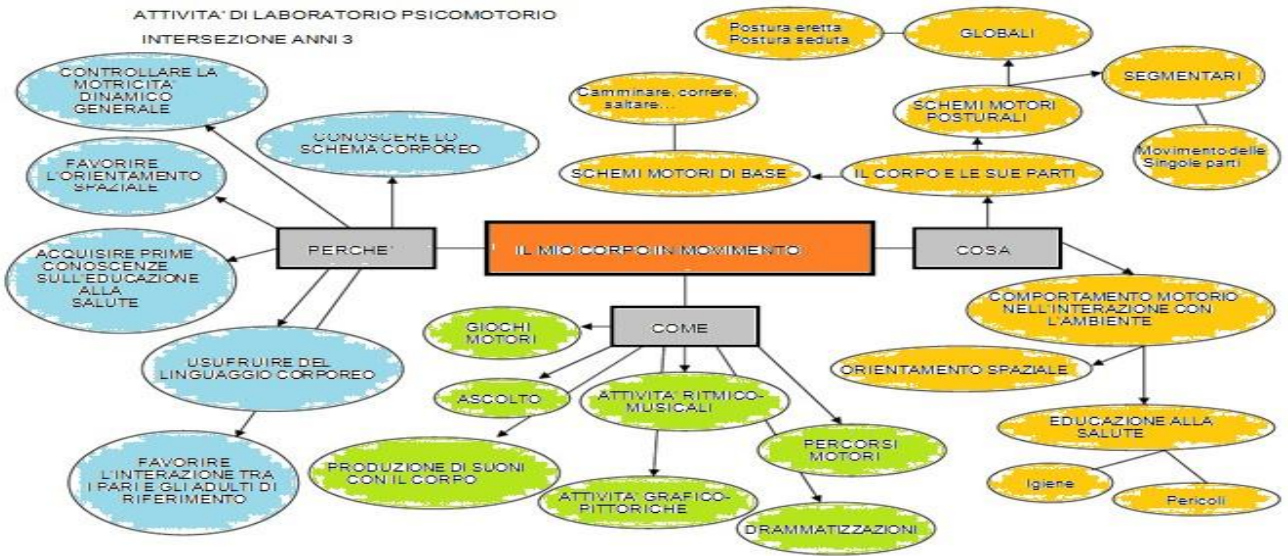 ATTIVITA' DI LABORATORIO PSICOMOTORIO
INTERSEZIONE ANNI 3
CONTROLLARE LA
MOTRICITA'
DINAMICO
GENERALE
CONOSCERE LO
SCHEMA CORPOREO
FAVORIRE
L'ORIENTAMENTO
SPAZIALE
ACQUISIRE PRIME
CONOSCENZE
SULL'EDUCAZIONE
ALLA
SALUTE
PERCHE'
USUFRUIRE DEL
LINGUAGGIO CORPOREO
FAVORIRE
L'INTERAZIONE TRA
I PARI E GLI ADULTI DI
RIFERIMENTO
IL MIO CORPO IN MOVIMENTO
COME
GIOCHI
MOTORI
ASCOLTO
ATTIVITA' RITMICO-
MUSICALI
PRODUZIONE DI SUONI
CON IL CORPO
ATTIVITA' GRAFICO-
PITTORICHE
PERCORSI
MOTORI
DRAMMATIZZAZIONI
COSA
IL CORPO E LE SUE PARTI
SCHEMI MOTORI DI BASE
Camminare, correre,
saltare...
SCHEMI MOTORI
POSTURALI
GLOBALI
Postura eretta
Postura seduta
SEGMENTARI
Movimento delle
Singole parti
COMPORTAMENTO MOTORIO
NELL'INTERAZIONE CON
L'AMBIENTE
ORIENTAMENTO SPAZIALE
EDUCAZIONE ALLA
SALUTE
Igiene
Pericoli